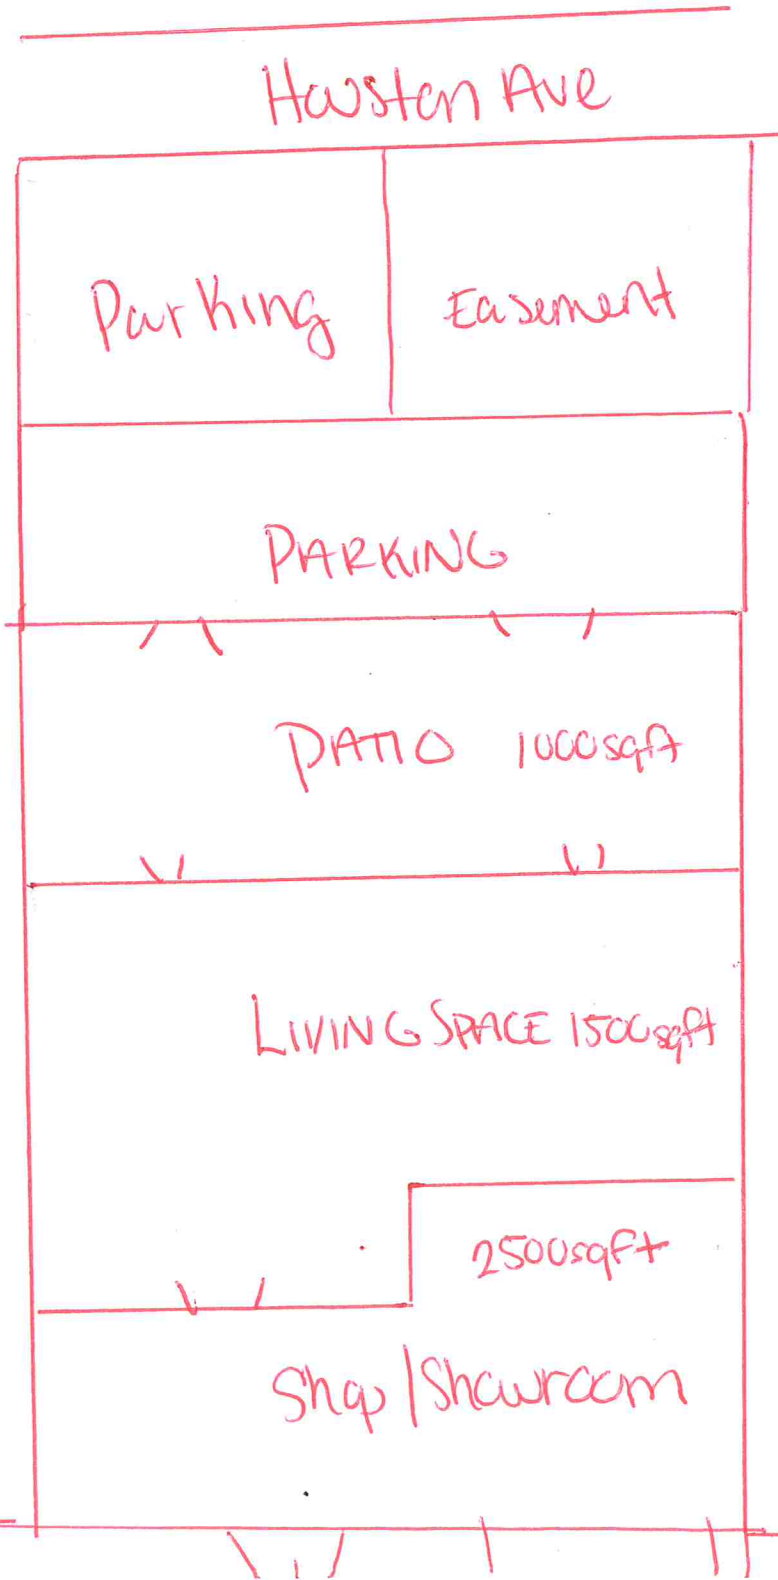 Houston Ave
Parking
Easement
PARKING
PATIO 1000sqft
LIVING SPACE 1500sqft
2500sqft
Shop/Showroom